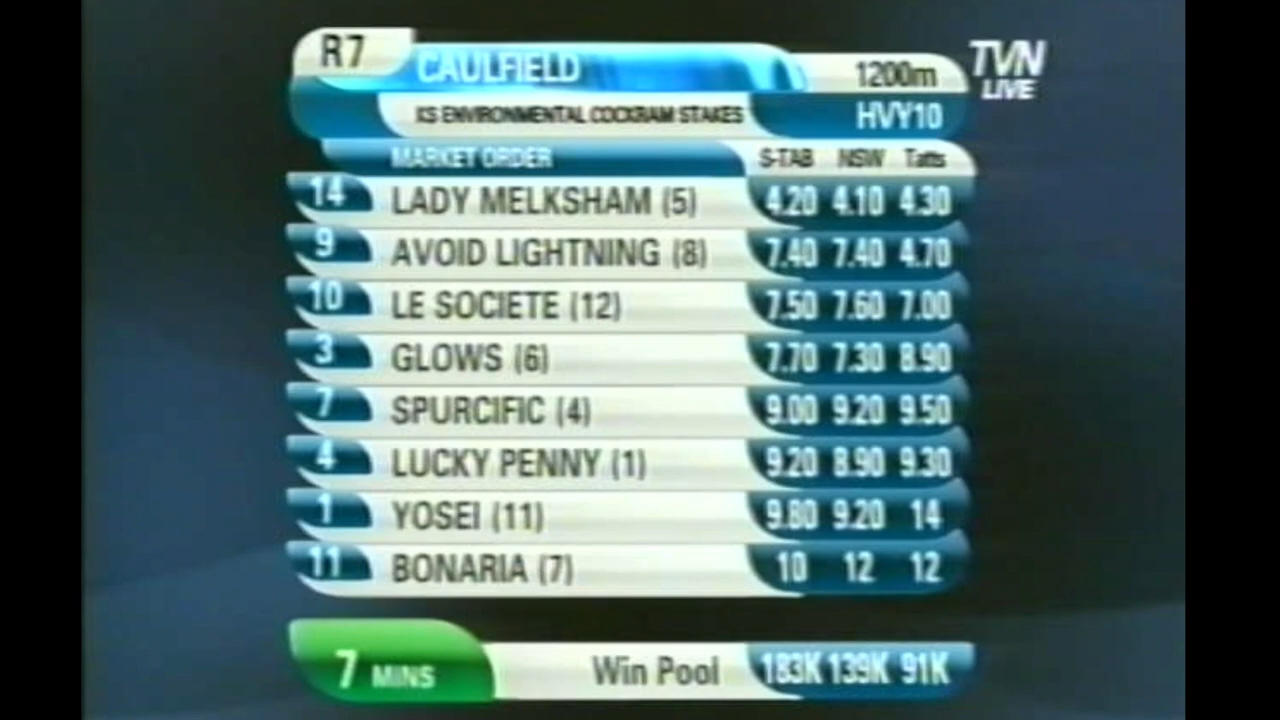 R7
CAULFIELD
1200m
TVN
LIVE
KS ENVIRONMENTAL COCKRAM STAKES
HVY10
MARKET ORDER S-TAB NSW Tatts
14 LADY MELKSHAM (5) 4.20 4.10 4.30
9 AVOID LIGHTNING (8) 7.40 7.40 4.70
10 LE SOCIETE (12) 7.50 7.60 7.00
3 GLOWS (6) 7.70 7.30 8.90
7 SPURCIFIC (4) 9.00 9.20 9.50
4 LUCKY PENNY (1) 9.20 8.90 9.30
1 YOSEI (11) 9.80 9.20 14
11 BONARIA (7) 10 12 12
7 MINS Win Pool 183K 139K 91K